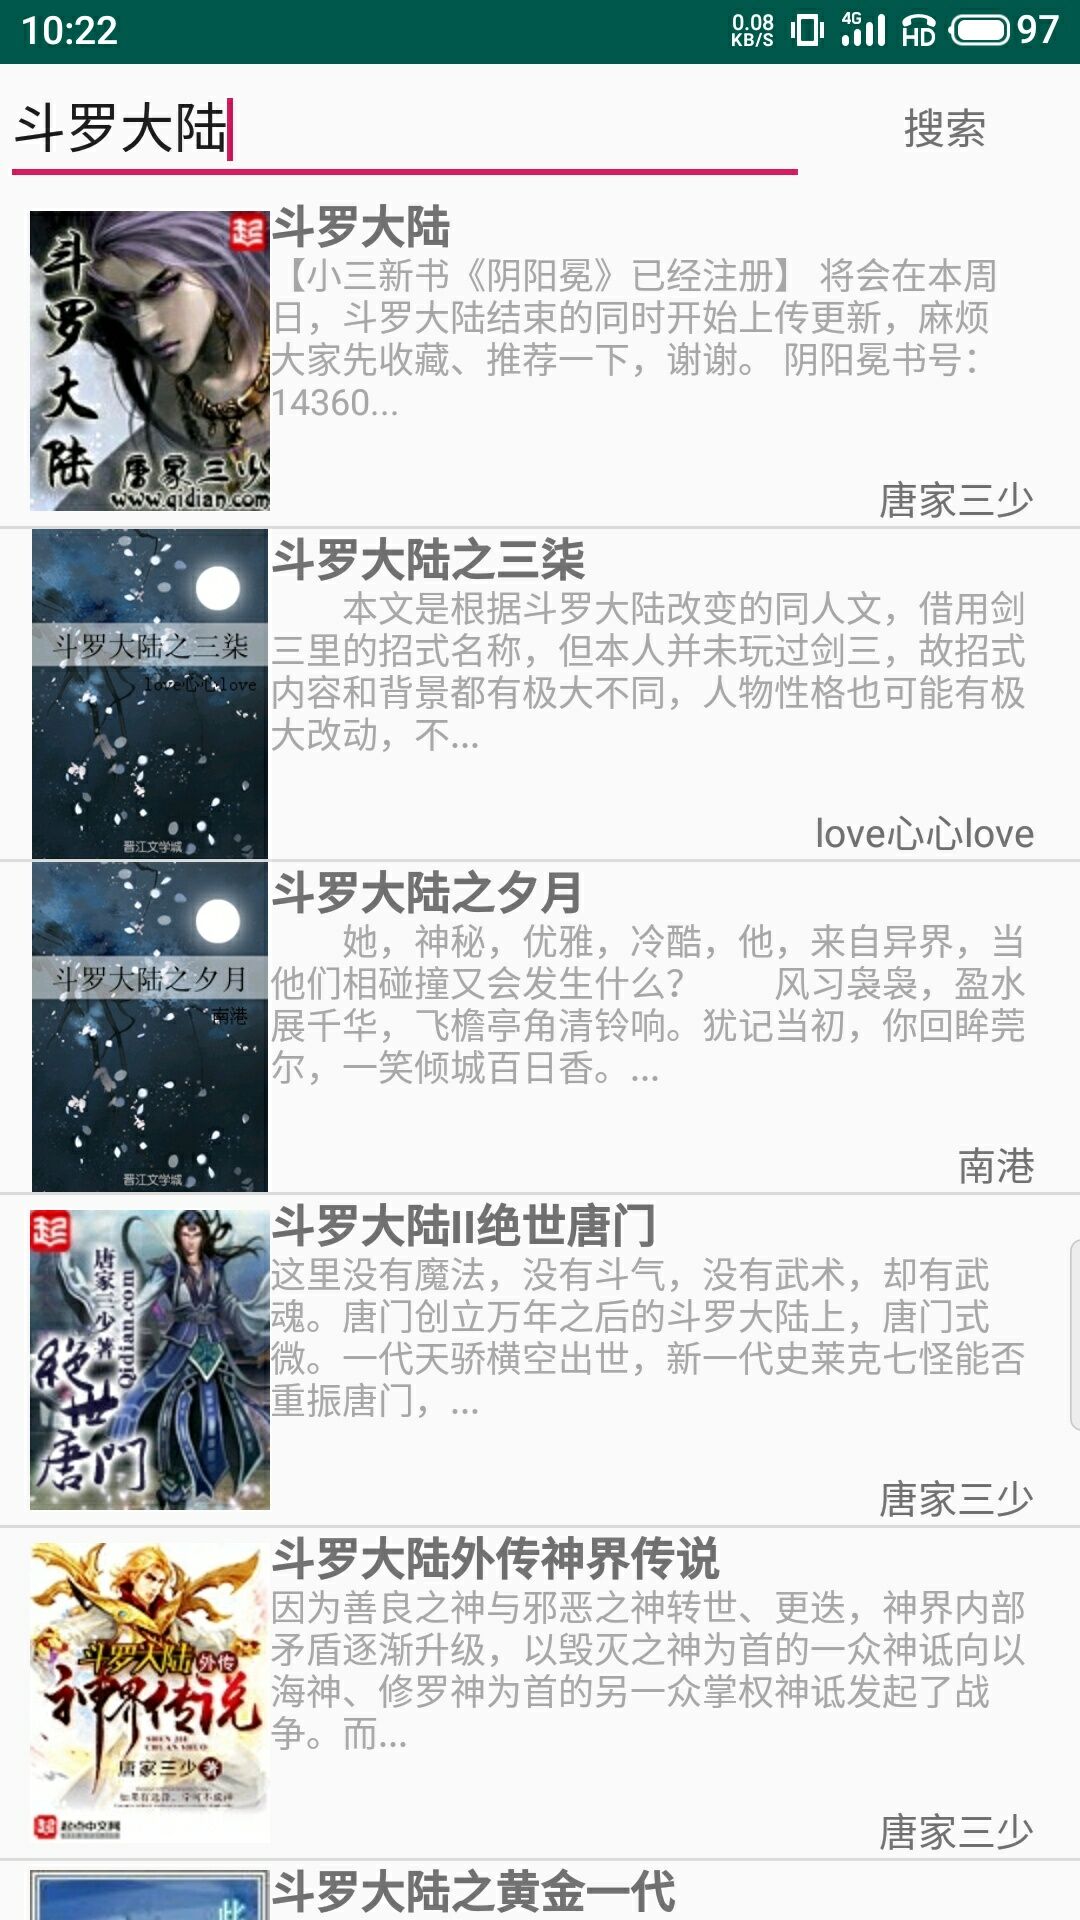 10:22
0.08
KB/S
4G
HD
97
斗罗大陆
搜索
起
斗罗大陆
唐家三少
www.qidian.com
斗罗大陆
【小三新书《阴阳冕》已经注册】 将会在本周
日，斗罗大陆结束的同时开始上传更新，麻烦
大家先收藏、推荐一下，谢谢。 阴阳冕书号：
14360...
唐家三少
斗罗大陆之三柒
love心心love
晋江文学城
斗罗大陆之三柒
本文是根据斗罗大陆改变的同人文，借用剑
三里的招式名称，但本人并未玩过剑三，故招式
内容和背景都有极大不同，人物性格也可能有极
大改动，不...
love心心love
斗罗大陆之夕月
南港
晋江文学城
斗罗大陆之夕月
她，神秘，优雅，冷酷，他，来自异界，当
他们相碰撞又会发生什么？　　风习袅袅，盈水
展千华，飞檐亭角清铃响。犹记当初，你回眸莞
尔，一笑倾城百日香。...
南港
起
唐家三少著
Qidian.com
绝世唐门
斗罗大陆II绝世唐门
这里没有魔法，没有斗气，没有武术，却有武
魂。唐门创立万年之后的斗罗大陆上，唐门式
微。一代天骄横空出世，新一代史莱克七怪能否
重振唐门，...
唐家三少
斗罗大陆外传
神界传说
SHEN JIE
CHUAN SHUO
唐家三少著
起点中文网
斗罗大陆外传神界传说
因为善良之神与邪恶之神转世、更迭，神界内部
矛盾逐渐升级，以毁灭之神为首的一众神诋向以
海神、修罗神为首的另一众掌权神诋发起了战
争。而...
唐家三少
斗罗大陆之黄金一代